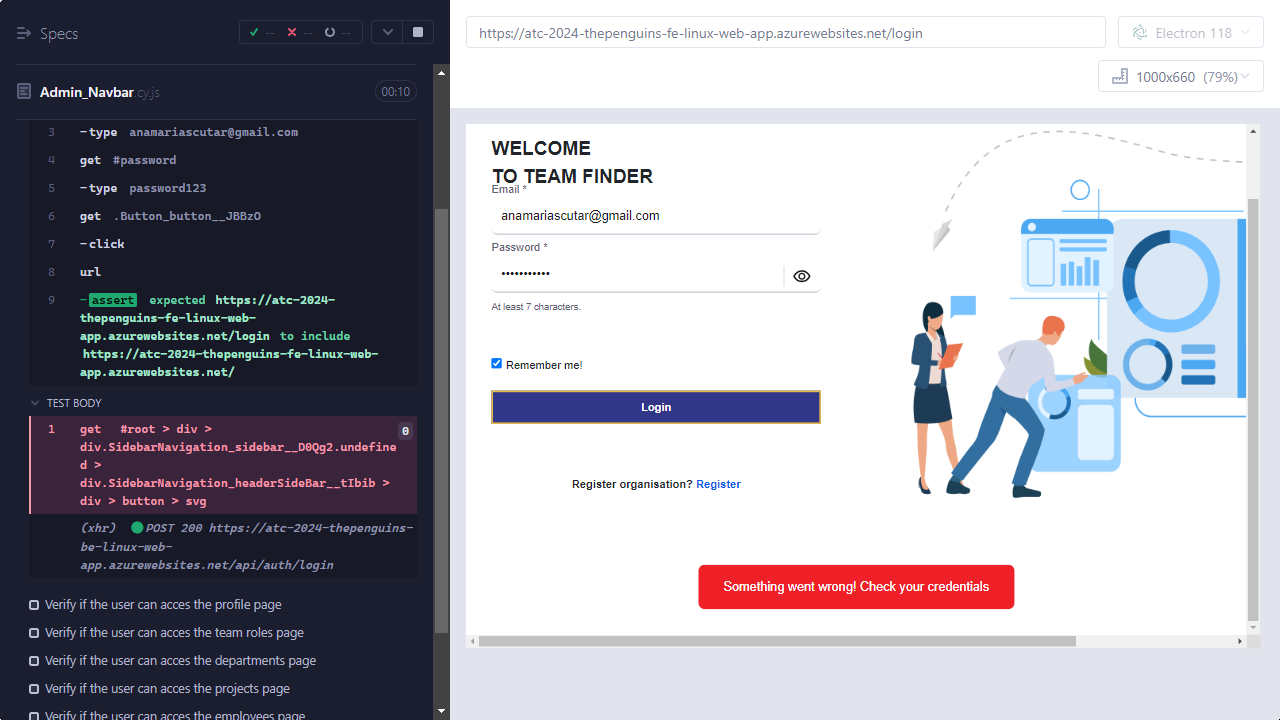 Specs
-- -- --
Admin_Navbar.cy.js 00:10
3 -type anamariascutar@gmail.com
4 get #password
5 -type password123
6 get .Button_button__JBBzO
7 -click
8 url
9 -assert expected https://atc-2024-
thepenguins-fe-linux-web-
app.azurewebsites.net/login to include
https://atc-2024-thepenguins-fe-linux-web-
app.azurewebsites.net/
TEST BODY
1 get #root > div > 0
div.SidebarNavigation_sidebar__D0Qg2.undefine
d >
div.SidebarNavigation_headerSideBar__tIbib >
div > button > svg
(xhr) POST 200 https://atc-2024-thepenguins-
be-linux-web-
app.azurewebsites.net/api/auth/login
Verify if the user can acces the profile page
Verify if the user can acces the team roles page
Verify if the user can acces the departments page
Verify if the user can acces the projects page
Verify if the user can acces the employees page
https://atc-2024-thepenguins-fe-linux-web-app.azurewebsites.net/login
Electron 118
1000x660 (79%)
WELCOME
TO TEAM FINDER
Email *
anamariascutar@gmail.com
Password *
•••••••••••
At least 7 characters.
Remember me!
Login
Register organisation? Register
Something went wrong! Check your credentials